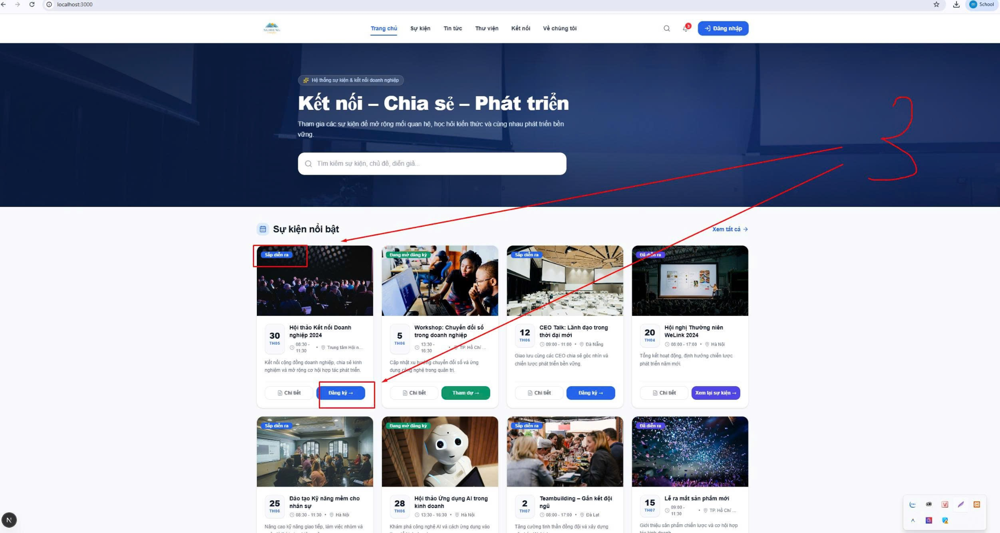 localhost:3000
School
NGHIENG
Trang chủ
Sự kiện
Tin tức
Thư viện
Kết nối
Về chúng tôi
3
Đăng nhập
Hệ thống sự kiện & kết nối doanh nghiệp
Kết nối – Chia sẻ – Phát triển
Tham gia các sự kiện để mở rộng mối quan hệ, học hỏi kiến thức và cùng nhau phát triển bền
vững.
Tìm kiếm sự kiện, chủ đề, diễn giả...
3
Sự kiện nổi bật
Xem tất cả →
Sắp diễn ra
Đang mở đăng ký
Sắp diễn ra
Đã diễn ra
30
TH05
Hội thảo Kết nối Doanh
nghiệp 2024
08:30 -
11:30
• Trung tâm Hội n...
Kết nối cộng đồng doanh nghiệp, chia sẻ kinh
nghiệm và mở rộng cơ hội hợp tác phát triển.
Chi tiết
Đăng ký →
5
TH06
Workshop: Chuyển đổi số
trong doanh nghiệp
13:30 -
16:30
• TP. Hồ Chí ...
Cập nhật xu hướng chuyển đổi số và ứng
dụng công nghệ trong quản trị.
Chi tiết
Tham dự →
12
TH06
CEO Talk: Lãnh đạo trong
thời đại mới
09:00 - 11:00 • Đà Nẵng
Giao lưu cùng các CEO chia sẻ góc nhìn và
chiến lược phát triển bền vững.
Chi tiết
Đăng ký →
20
TH04
Hội nghị Thường niên
WeLink 2024
08:00 - 17:00 • Hà Nội
Tổng kết hoạt động, định hướng chiến lược
phát triển năm mới.
Chi tiết
Xem lại sự kiện →
Sắp diễn ra
Đang mở đăng ký
Sắp diễn ra
Đã diễn ra
25
TH06
Đào tạo Kỹ năng mềm cho
nhân sự
08:30 - 11:30 • Hà Nội
Nâng cao kỹ năng giao tiếp, làm việc nhóm và
28
TH06
Hội thảo Ứng dụng AI trong
kinh doanh
13:30 - 16:30 • Hà Nội
Khám phá công nghệ AI và cách ứng dụng vào
2
TH07
Teambuilding – Gắn kết đội
ngũ
08:00 - 17:00 • Đà Lạt
Tăng cường tinh thần đồng đội và xây dựng
15
TH07
Lễ ra mắt sản phẩm mới
09:00 -
11:30
• TP. Hồ Chí ...
Giới thiệu sản phẩm chiến lược và cơ hội hợp
N